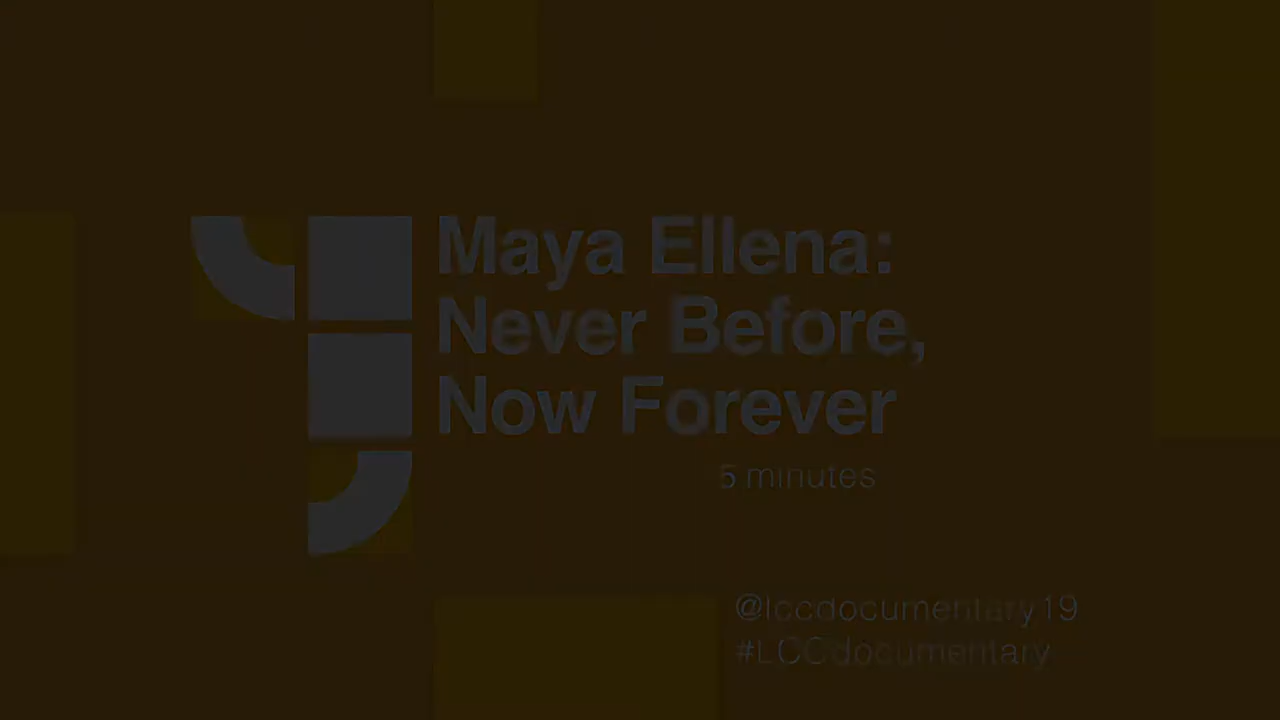 Maya Ellena:
Never Before,
Now Forever
5 minutes
@lccdocumentary19
#LCCdocumentary